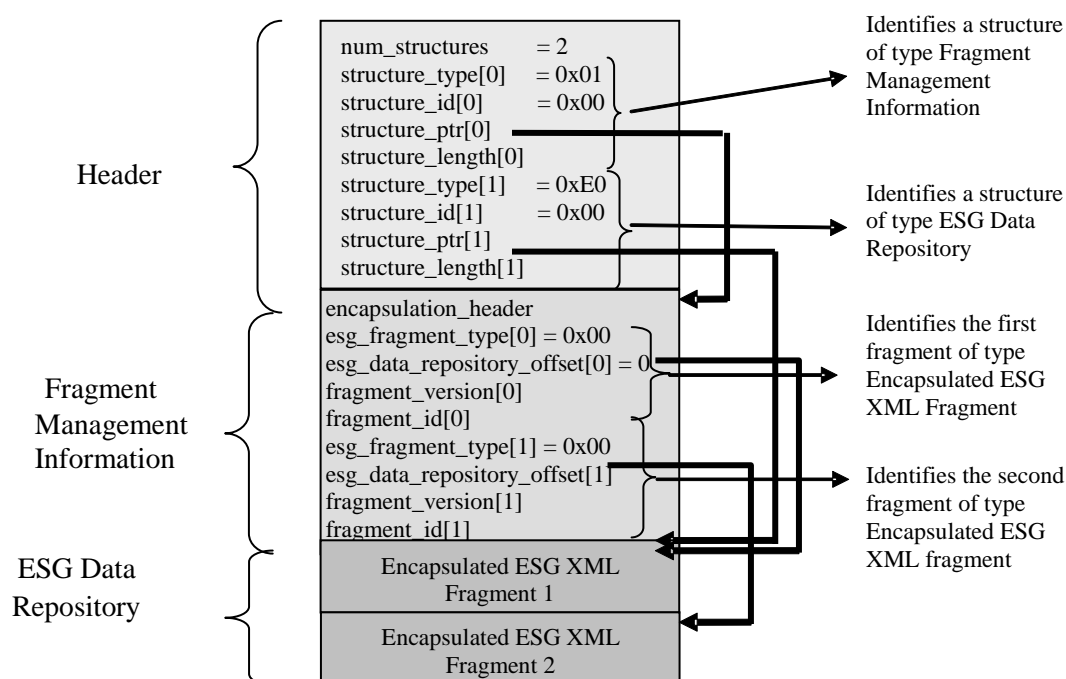 Header
Fragment
Management
Information
ESG Data
Repository
num_structures = 2
structure_type[0] = 0x01
structure_id[0] = 0x00
structure_ptr[0]
structure_length[0]
structure_type[1] = 0xE0
structure_id[1] = 0x00
structure_ptr[1]
structure_length[1]
encapsulation_header
esg_fragment_type[0] = 0x00
esg_data_repository_offset[0] = 0
fragment_version[0]
fragment_id[0]
esg_fragment_type[1] = 0x00
esg_data_repository_offset[1]
fragment_version[1]
fragment_id[1]
Encapsulated ESG XML
Fragment 1
Encapsulated ESG XML
Fragment 2
Identifies a structure
of type Fragment
Management
Information
Identifies a structure
of type ESG Data
Repository
Identifies the first
fragment of type
Encapsulated ESG
XML Fragment
Identifies the second
fragment of type
Encapsulated ESG
XML fragment